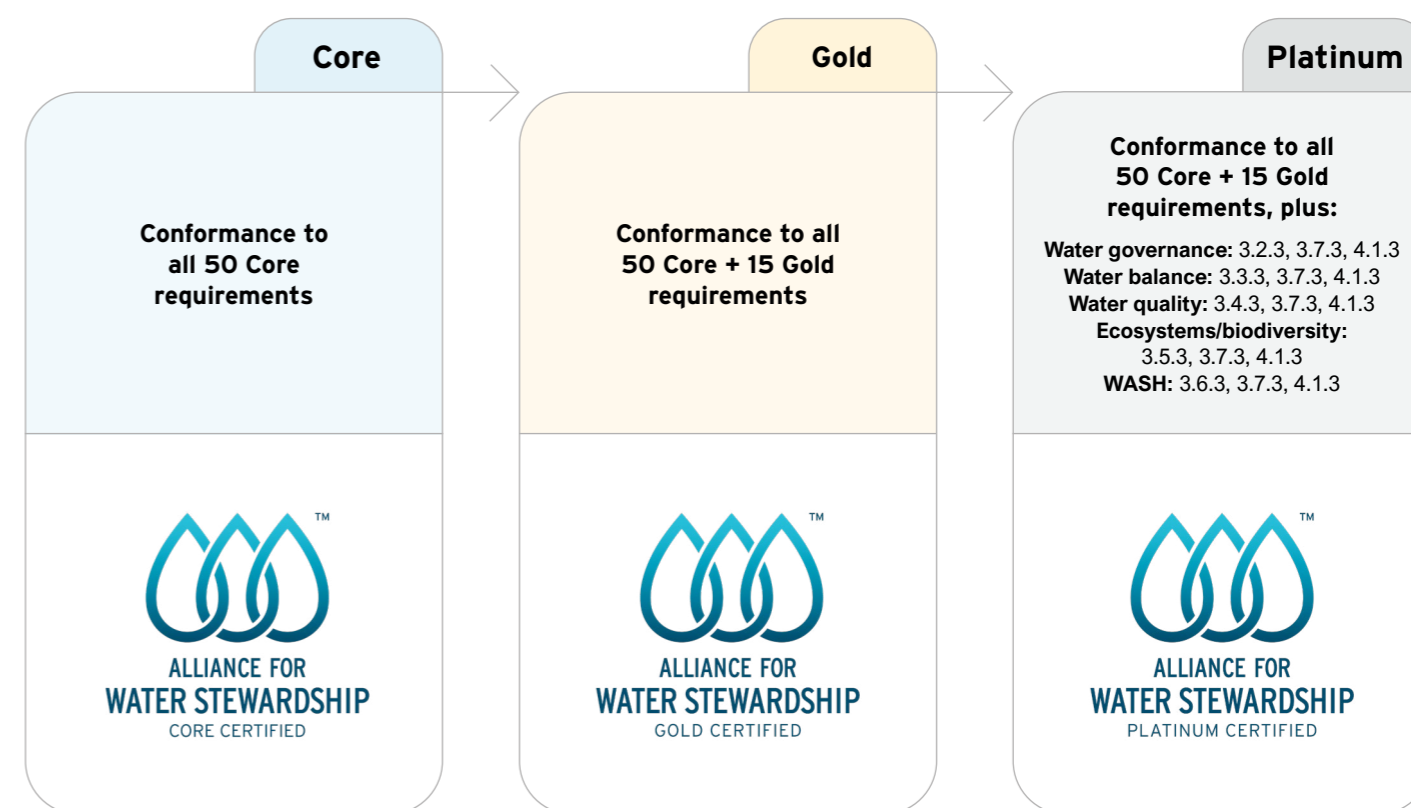 Core
Conformance to
all 50 Core
requirements
TM
ALLIANCE FOR
WATER STEWARDSHIP
CORE CERTIFIED
Gold
Conformance to all
50 Core + 15 Gold
requirements
TM
ALLIANCE FOR
WATER STEWARDSHIP
GOLD CERTIFIED
Platinum
Conformance to all
50 Core + 15 Gold
requirements, plus:
Water governance: 3.2.3, 3.7.3, 4.1.3
Water balance: 3.3.3, 3.7.3, 4.1.3
Water quality: 3.4.3, 3.7.3, 4.1.3
Ecosystems/biodiversity:
3.5.3, 3.7.3, 4.1.3
WASH: 3.6.3, 3.7.3, 4.1.3
TM
ALLIANCE FOR
WATER STEWARDSHIP
PLATINUM CERTIFIED